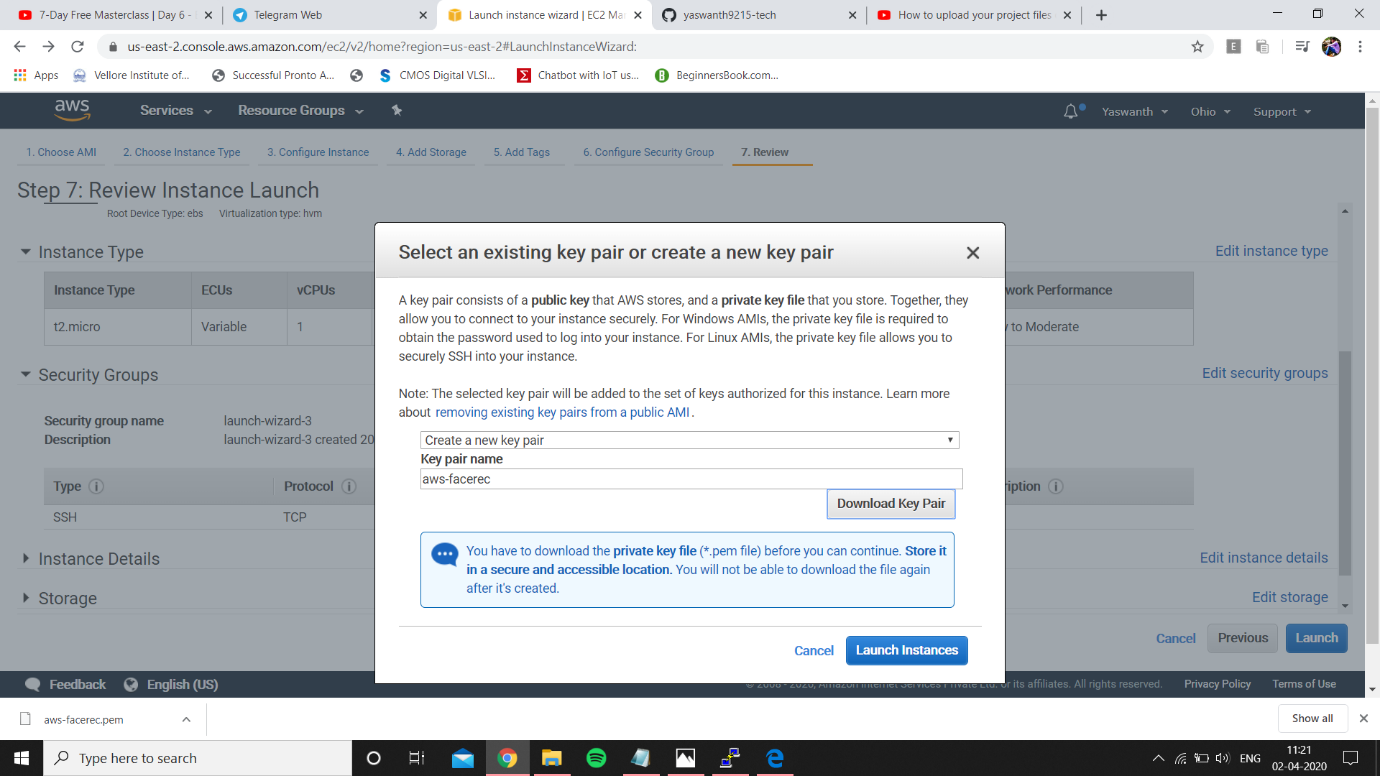 7-Day Free Masterclass | Day 6 -
Telegram Web
Launch instance wizard | EC2 Ma
yaswanth9215-tech
How to upload your project files
us-east-2.console.aws.amazon.com/ec2/v2/home?region=us-east-2#LaunchInstanceWizard:
Apps
Vellore Institute of...
Successful Pronto A...
CMOS Digital VLSI...
Chatbot with IoT us...
BeginnersBook.com...
aws
Services
Resource Groups
Yaswanth
Ohio
Support
1. Choose AMI
2. Choose Instance Type
3. Configure Instance
4. Add Storage
5. Add Tags
6. Configure Security Group
7. Review
Step 7: Review Instance Launch
Root Device Type: ebs Virtualization type: hvm
Instance Type
Edit instance type
Instance Type ECUs vCPUs
work Performance
t2.micro Variable 1
to Moderate
Security Groups
Edit security groups
Security group name launch-wizard-3
Description launch-wizard-3 created 20
Type Protocol
ription
SSH TCP
Instance Details
Edit instance details
Storage
Edit storage
Cancel
Previous
Launch
Select an existing key pair or create a new key pair
A key pair consists of a public key that AWS stores, and a private key file that you store. Together, they
allow you to connect to your instance securely. For Windows AMIs, the private key file is required to
obtain the password used to log into your instance. For Linux AMIs, the private key file allows you to
securely SSH into your instance.
Note: The selected key pair will be added to the set of keys authorized for this instance. Learn more
about removing existing key pairs from a public AMI.
Create a new key pair
Key pair name
aws-facerec
Download Key Pair
You have to download the private key file (*.pem file) before you can continue. Store it
in a secure and accessible location. You will not be able to download the file again
after it's created.
Cancel
Launch Instances
Feedback
English (US)
© 2008 - 2020, Amazon Internet Services Private Ltd. or its affiliates. All rights reserved.
Privacy Policy
Terms of Use
aws-facerec.pem
Show all
Type here to search
ENG
11:21
02-04-2020